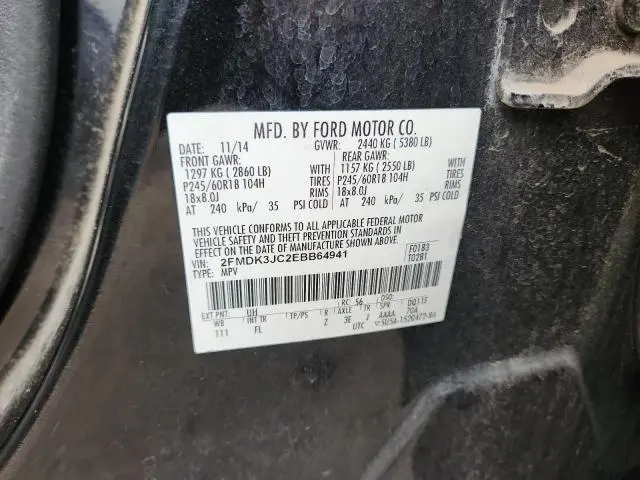 MFD. BY FORD MOTOR CO.
DATE: 11/14 GVWR: 2440 KG ( 5380 LB)
FRONT GAWR: REAR GAWR:
1297 KG ( 2860 LB) WITH 1157 KG ( 2550 LB) WITH
P245/60R18 104H TIRES P245/60R18 104H TIRES
18x8.0J RIMS 18x8.0J RIMS
AT 240 kPa/ 35 PSI COLD AT 240 kPa/ 35 PSI COLD
THIS VEHICLE CONFORMS TO ALL APPLICABLE FEDERAL MOTOR
VEHICLE SAFETY AND THEFT PREVENTION STANDARDS IN
EFFECT ON THE DATE OF MANUFACTURE SHOWN ABOVE.
VIN: 2FMDK3JC2EBB64941 F0183
TYPE: MPV T0281
EXT PNT: UH RC: 56 DSO: DQ113
WB INT TR TP/PS R AXLE TR SPR
111 FL Z 3E J AAAA 70A
UTC